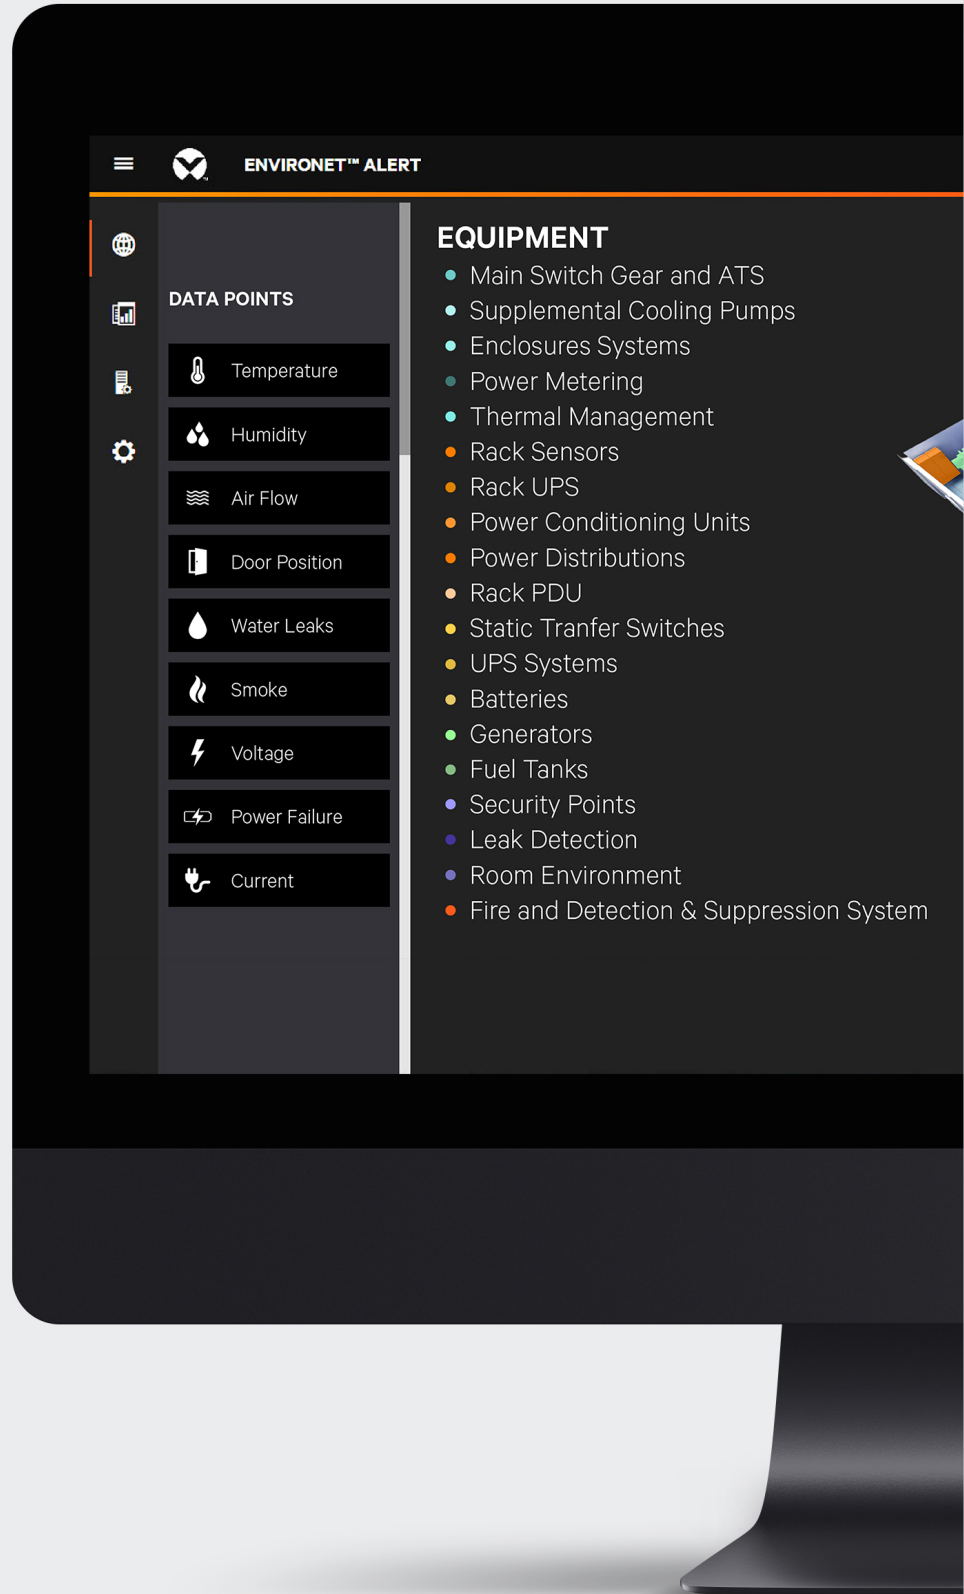 ENVIRONET™ ALERT
DATA POINTS
Temperature
Humidity
Air Flow
Door Position
Water Leaks
Smoke
Voltage
Power Failure
Current
EQUIPMENT
Main Switch Gear and ATS
Supplemental Cooling Pumps
Enclosures Systems
Power Metering
Thermal Management
Rack Sensors
Rack UPS
Power Conditioning Units
Power Distributions
Rack PDU
Static Tranfer Switches
UPS Systems
Batteries
Generators
Fuel Tanks
Security Points
Leak Detection
Room Environment
Fire and Detection & Suppression System